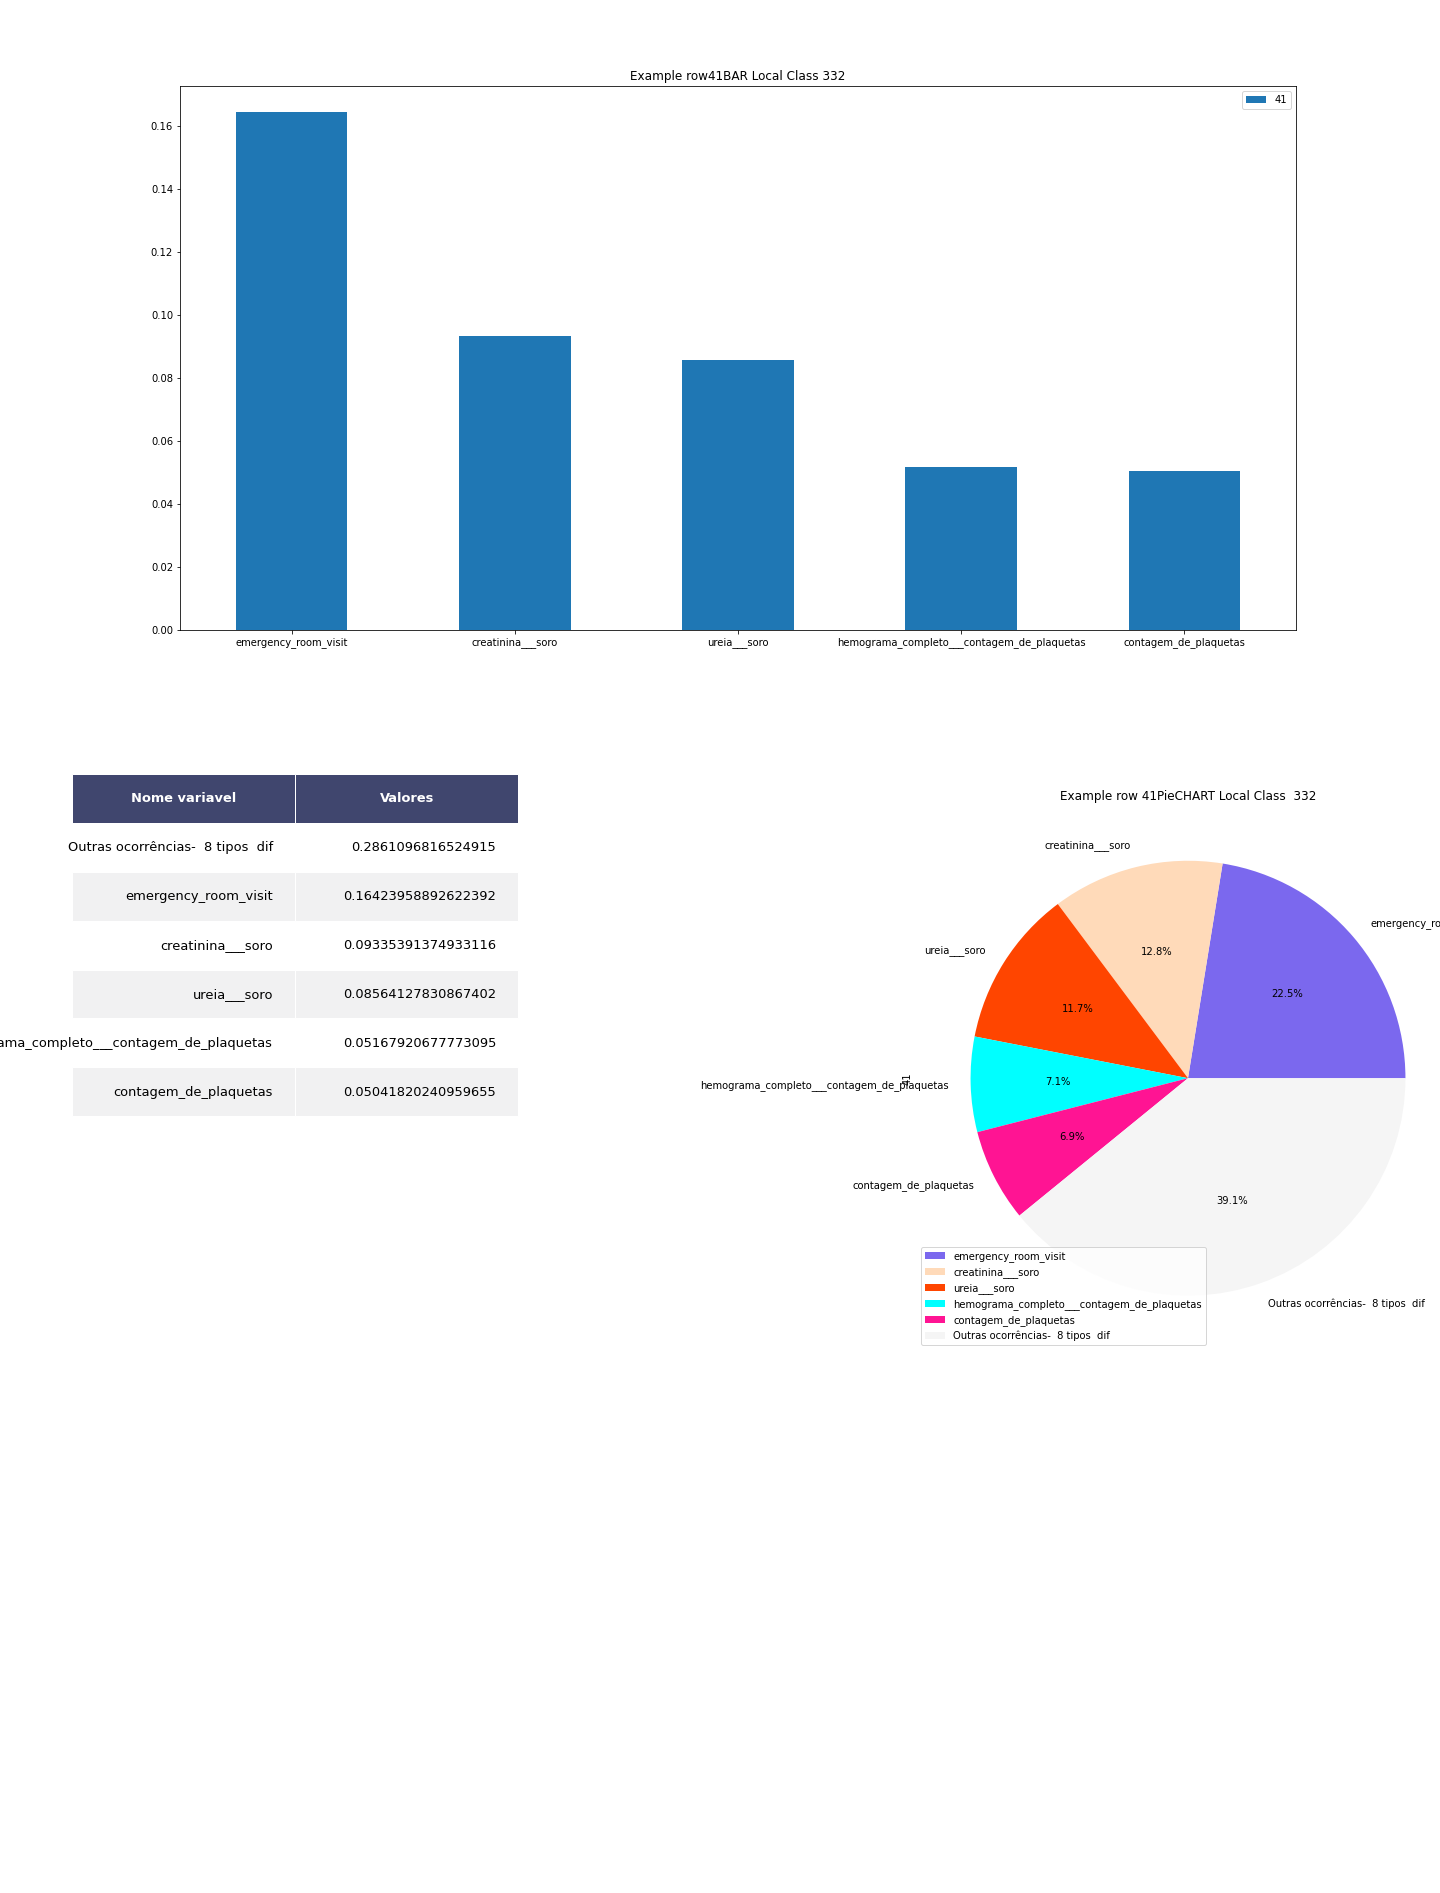 Example row41BAR Local Class 332
41
0.16
0.14
0.12
0.10
0.08
0.06
0.04
0.02
0.00
emergency_room_visit
creatinina___soro
ureia___soro
hemograma_completo___contagem_de_plaquetas
contagem_de_plaquetas
Nome variavel Valores
Outras ocorrências- 8 tipos dif 0.2861096816524915
emergency_room_visit 0.16423958892622392
creatinina___soro 0.09335391374933116
ureia___soro 0.08564127830867402
ama_completo___contagem_de_plaquetas 0.05167920677773095
contagem_de_plaquetas 0.05041820240959655
Example row 41PieCHART Local Class 332
creatinina___soro
emergency_ro
ureia___soro
12.8%
22.5%
11.7%
41
hemograma_completo___contagem_de_plaquetas
7.1%
6.9%
contagem_de_plaquetas
39.1%
Outras ocorrências- 8 tipos dif
emergency_room_visit
creatinina___soro
ureia___soro
hemograma_completo___contagem_de_plaquetas
contagem_de_plaquetas
Outras ocorrências- 8 tipos dif